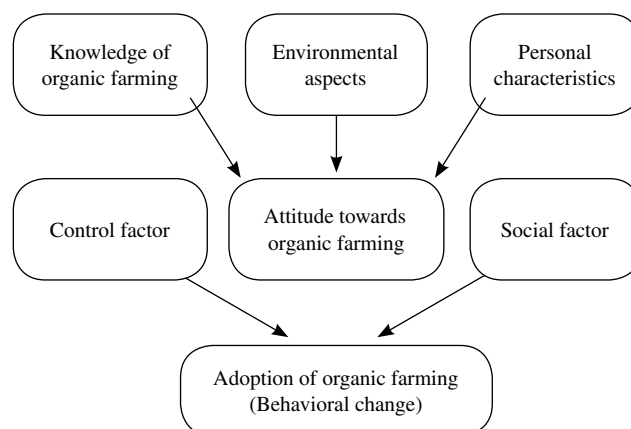 Knowledge of
organic farming
Environmental
aspects
Personal
characteristics
Control factor
Attitude towards
organic farming
Social factor
Adoption of organic farming
(Behavioral change)